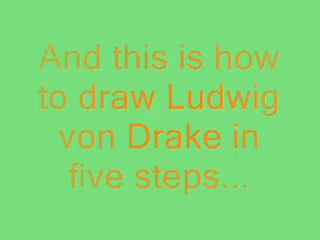 And this is how
to draw Ludwig
von Drake in
five steps...